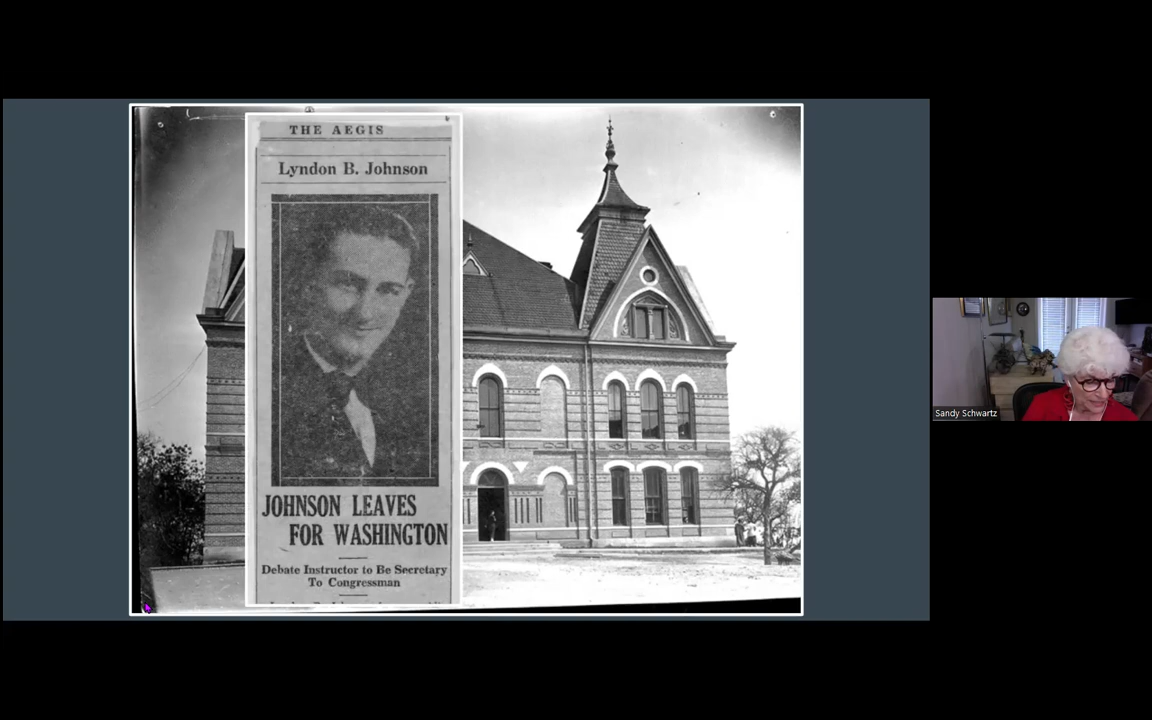 THE AEGIS
Lyndon B. Johnson
JOHNSON LEAVES
FOR WASHINGTON
Debate Instructor to Be Secretary
To Congressman
Sandy Schwartz